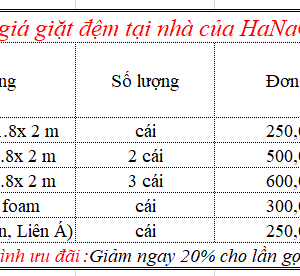 giá giặt đệm tại nhà của HaNa
ng Số lượng Đơn
1.8x 2 m cái 250,
.8x 2 m 2 cái 500,
.8x 2 m 3 cái 600,
foam cái 300,
n, Liên Á) cái 250,
ình ưu đãi :Giảm ngay 20% cho lần gọ